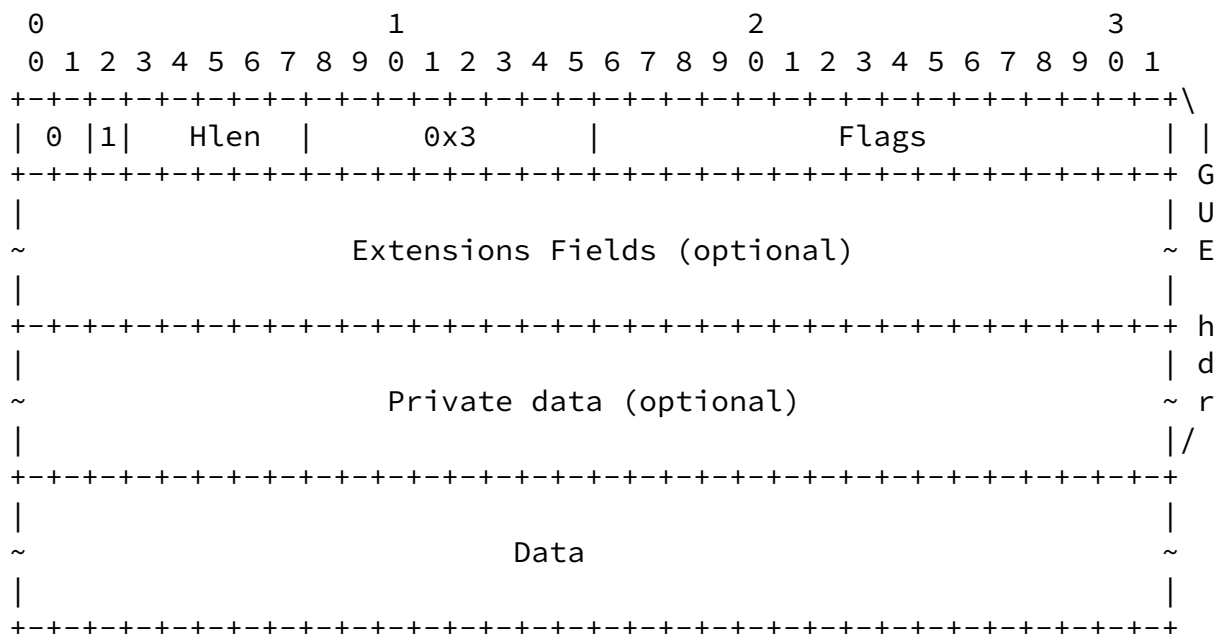 0                   1                   2                   3
 0 1 2 3 4 5 6 7 8 9 0 1 2 3 4 5 6 7 8 9 0 1 2 3 4 5 6 7 8 9 0 1
+-+-+-+-+-+-+-+-+-+-+-+-+-+-+-+-+-+-+-+-+-+-+-+-+-+-+-+-+-+-+-+-+\
| 0 |1|   Hlen  |      0x3      |             Flags             | |
+-+-+-+-+-+-+-+-+-+-+-+-+-+-+-+-+-+-+-+-+-+-+-+-+-+-+-+-+-+-+-+-+ G
|                                                               | U
~                  Extensions Fields (optional)                 ~ E
|                                                               |
+-+-+-+-+-+-+-+-+-+-+-+-+-+-+-+-+-+-+-+-+-+-+-+-+-+-+-+-+-+-+-+-+ h
|                                                               | d
~                    Private data (optional)                    ~ r
|                                                               |/
+-+-+-+-+-+-+-+-+-+-+-+-+-+-+-+-+-+-+-+-+-+-+-+-+-+-+-+-+-+-+-+-+
|                                                               |
~                           Data                                ~
|                                                               |
+-+-+-+-+-+-+-+-+-+-+-+-+-+-+-+-+-+-+-+-+-+-+-+-+-+-+-+-+-+-+-+-+